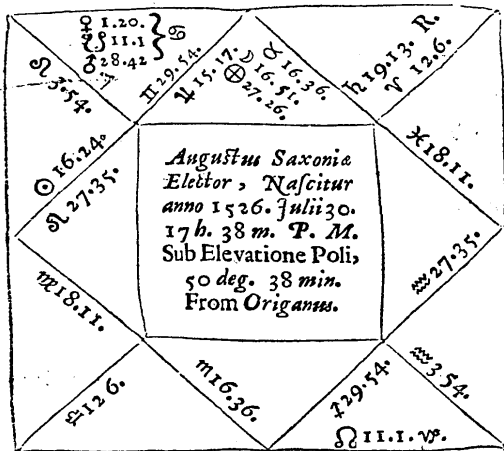 ♀ 1.20.
☋ 11.1
♂ 28.42
♋
♌ 3.54.
♊ 29.54.
♃ 15.17.
☽ 16.51.
⊕ 27.26.
♉ 16.36.
♄ 19.13. R.
♈ 12.6.
☉ 16.24.
♌ 27.35.
♓ 18.11.
Augustus Saxoniæ
Elector, Nascitur
anno 1526. Julii 30.
17 h. 38 m. P. M.
Sub Elevatione Poli,
50 deg. 38 min.
From Origanus.
♒ 27.35.
♍ 18.11.
♎ 12 6.
♏ 16.36.
♐ 29.54.
♒ 3.54.
☊ 11.1. ♑.